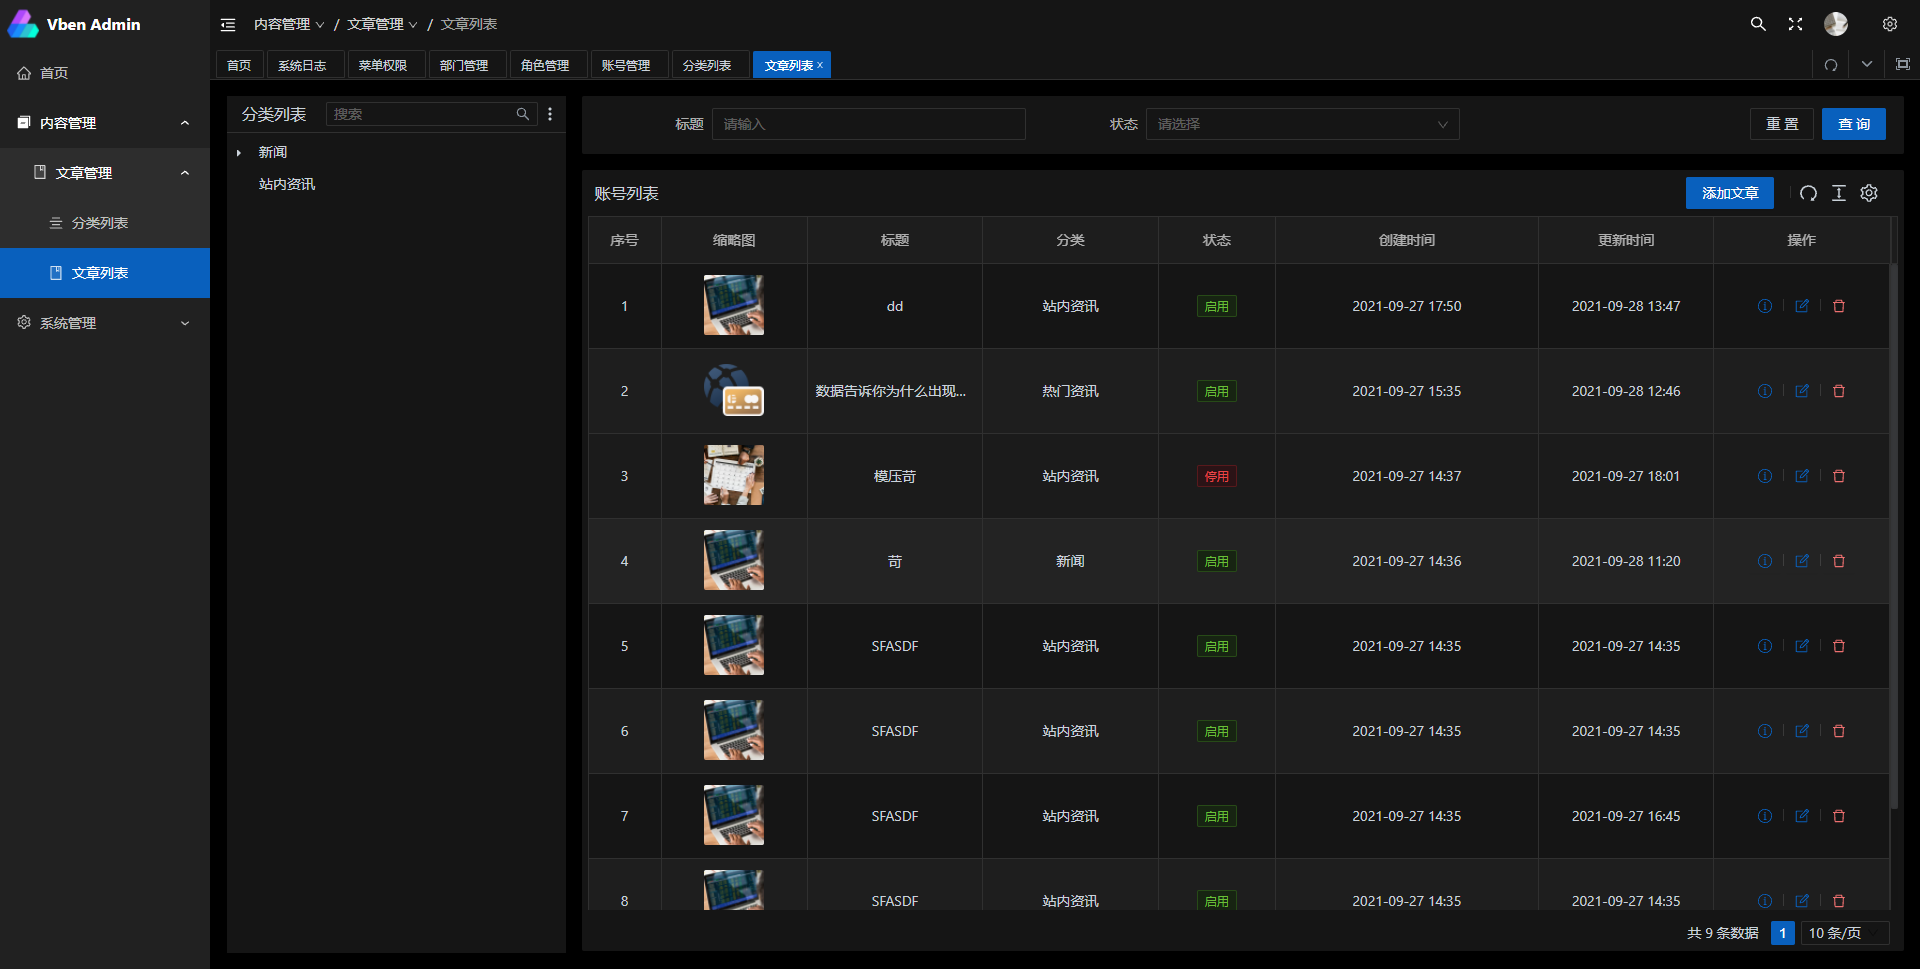 Vben Admin
首页
内容管理
文章管理
分类列表
文章列表
系统管理
内容管理 / 文章管理 / 文章列表
首页 系统日志 菜单权限 部门管理 角色管理 账号管理 分类列表 文章列表 x
分类列表 搜索
新闻
站内资讯
标题 请输入 状态 请选择 重 置 查 询
账号列表 添加文章
序号 缩略图 标题 分类 状态 创建时间 更新时间 操作
1 dd 站内资讯 启用 2021-09-27 17:50 2021-09-28 13:47
2 数据告诉你为什么出现... 热门资讯 启用 2021-09-27 15:35 2021-09-28 12:46
3 模压苛 站内资讯 停用 2021-09-27 14:37 2021-09-27 18:01
4 苛 新闻 启用 2021-09-27 14:36 2021-09-28 11:20
5 SFASDF 站内资讯 启用 2021-09-27 14:35 2021-09-27 14:35
6 SFASDF 站内资讯 启用 2021-09-27 14:35 2021-09-27 14:35
7 SFASDF 站内资讯 启用 2021-09-27 14:35 2021-09-27 16:45
8 SFASDF 站内资讯 启用 2021-09-27 14:35 2021-09-27 14:35
共 9 条数据 1 10 条/页